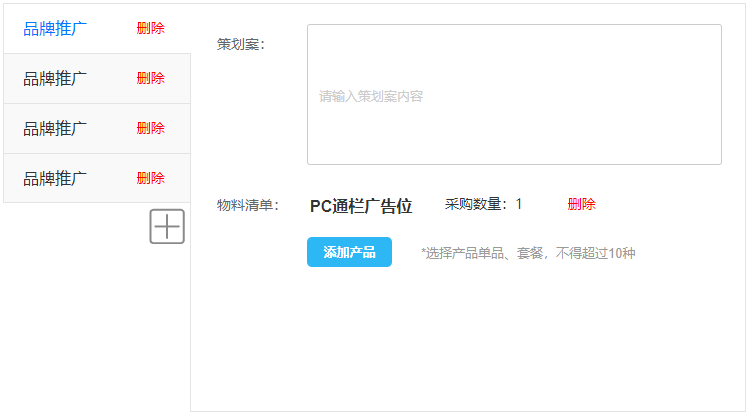 品牌推广 删除
品牌推广 删除
品牌推广 删除
品牌推广 删除
策划案：
请输入策划案内容
物料清单： PC通栏广告位 采购数量：1 删除
添加产品 *选择产品单品、套餐，不得超过10种